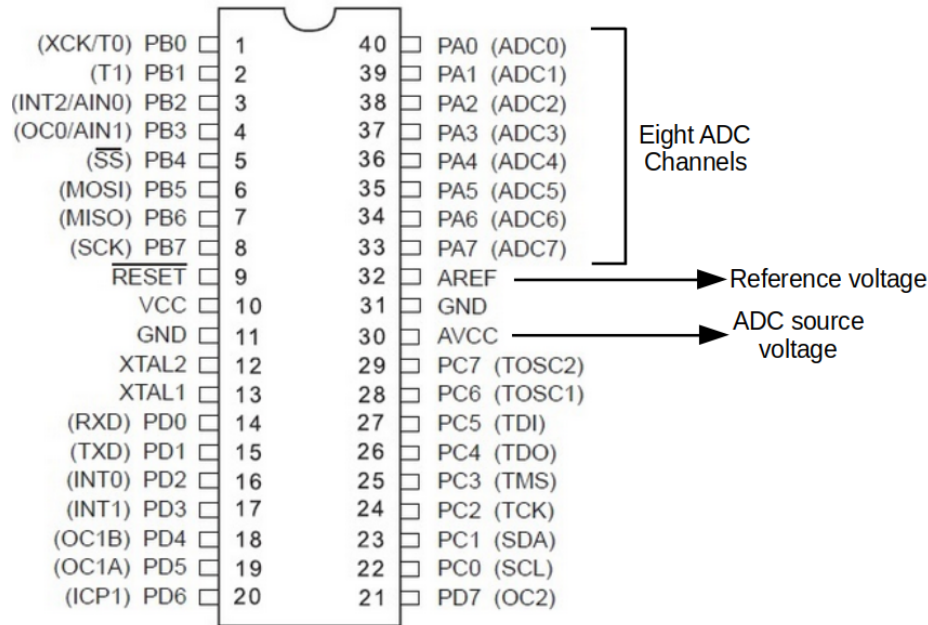 (XCK/T0) PB0 1 40 PA0 (ADC0)
(T1) PB1 2 39 PA1 (ADC1)
(INT2/AIN0) PB2 3 38 PA2 (ADC2)
(OC0/AIN1) PB3 4 37 PA3 (ADC3)
(SS) PB4 5 36 PA4 (ADC4)
(MOSI) PB5 6 35 PA5 (ADC5)
(MISO) PB6 7 34 PA6 (ADC6)
(SCK) PB7 8 33 PA7 (ADC7)
RESET 9 32 AREF
VCC 10 31 GND
GND 11 30 AVCC
XTAL2 12 29 PC7 (TOSC2)
XTAL1 13 28 PC6 (TOSC1)
(RXD) PD0 14 27 PC5 (TDI)
(TXD) PD1 15 26 PC4 (TDO)
(INT0) PD2 16 25 PC3 (TMS)
(INT1) PD3 17 24 PC2 (TCK)
(OC1B) PD4 18 23 PC1 (SDA)
(OC1A) PD5 19 22 PC0 (SCL)
(ICP1) PD6 20 21 PD7 (OC2)
Eight ADC
Channels
Reference voltage
ADC source
voltage